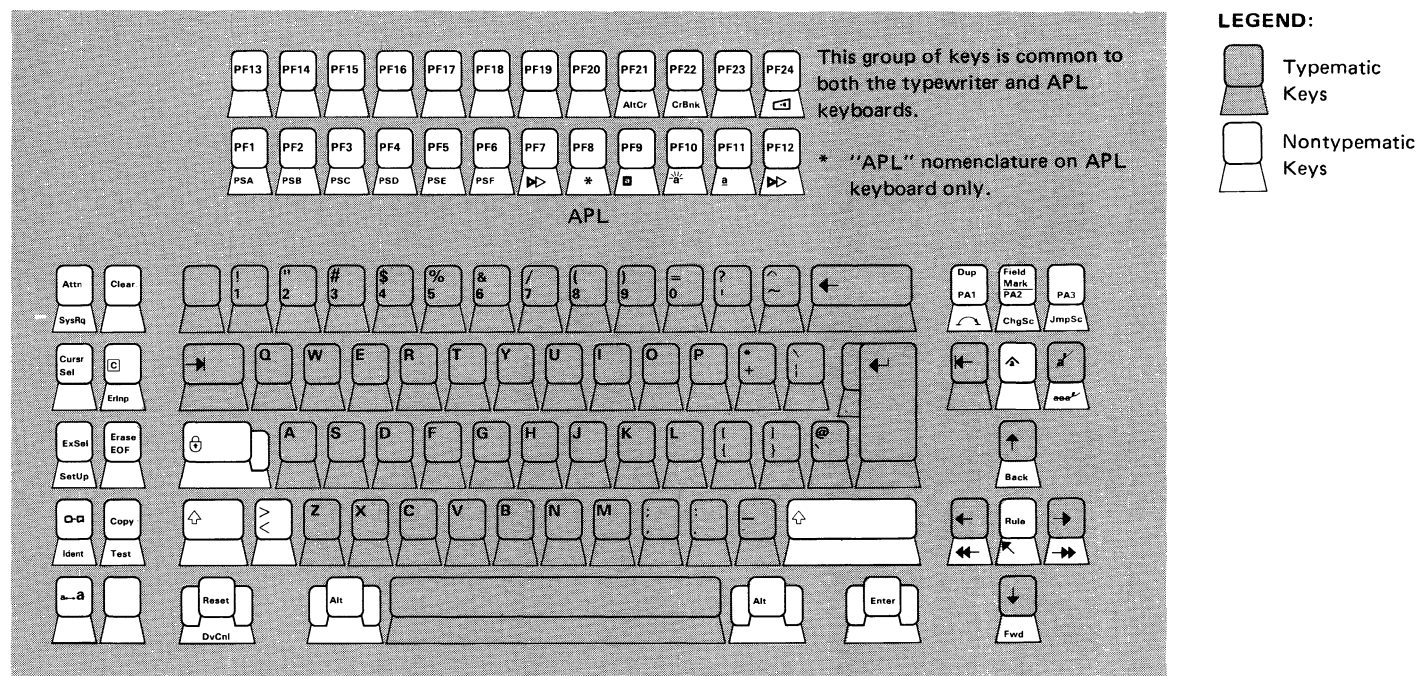 LEGEND:
Typematic
Keys
Nontypematic
Keys
PF13 PF14 PF15 PF16 PF17 PF18 PF19 PF20 PF21 PF22 PF23 PF24
AltCr CrBnk
This group of keys is common to
both the typewriter and APL
keyboards.
PF1 PF2 PF3 PF4 PF5 PF6 PF7 PF8 PF9 PF10 PF11 PF12
PSA PSB PSC PSD PSE PSF * a a a
* "APL" nomenclature on APL
keyboard only.
APL
Attn Clear ! " # $ % & / ( ) = ? ^ Dup Field
Mark
1 2 3 4 5 6 7 8 9 0 ' ~ PA1 PA2 PA3
SysRq ChgSc JmpSc
Cursr
Sel C Q W E R T Y U I O P * \ a
+ ¦
ErInp
ExSel Erase
EOF A S D F G H J K L [ ] @
{ } `
SetUp Back
Copy > Z X C V B N M ; : _ Rule
< , . -
Ident Test
a↔a Reset Alt Alt Enter
DvCnl Fwd